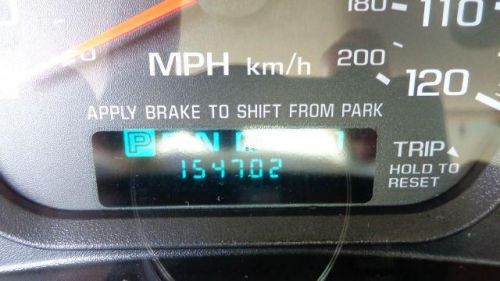 180 110
MPH km/h 200 120
APPLY BRAKE TO SHIFT FROM PARK
P N
154702
TRIP
HOLD TO
RESET